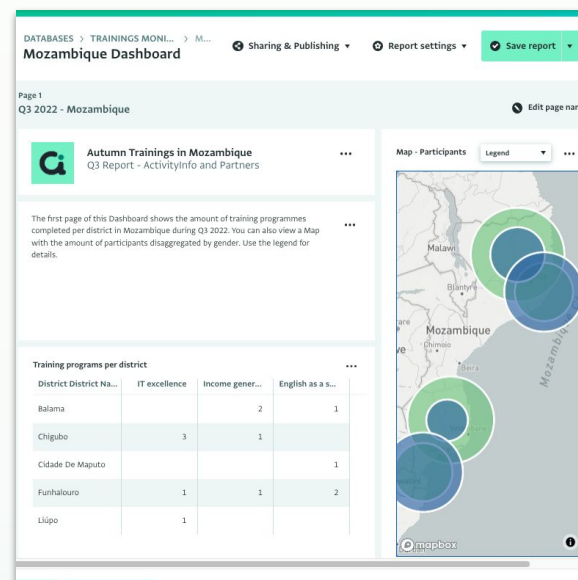 DATABASES > TRAININGS MONI... > M...
Mozambique Dashboard
Sharing & Publishing
Report settings
Save report
Page 1
Q3 2022 - Mozambique
Edit page nam
Autumn Trainings in Mozambique
Q3 Report - ActivityInfo and Partners
The first page of this Dashboard shows the amount of training programmes
completed per district in Mozambique during Q3 2022. You can also view a Map
with the amount of participants disaggregated by gender. Use the legend for
details.
Training programs per district
District District Na... IT excellence Income gener... English as a s...
Balama 2 1
Chigubo 3 1
Cidade De Maputo 1
Funhalouro 1 1 2
Liúpo 1
Map - Participants
Legend
Malawi
Blantyre
Mozambique
Chimoio
Beira
Mozambiq
mapbox